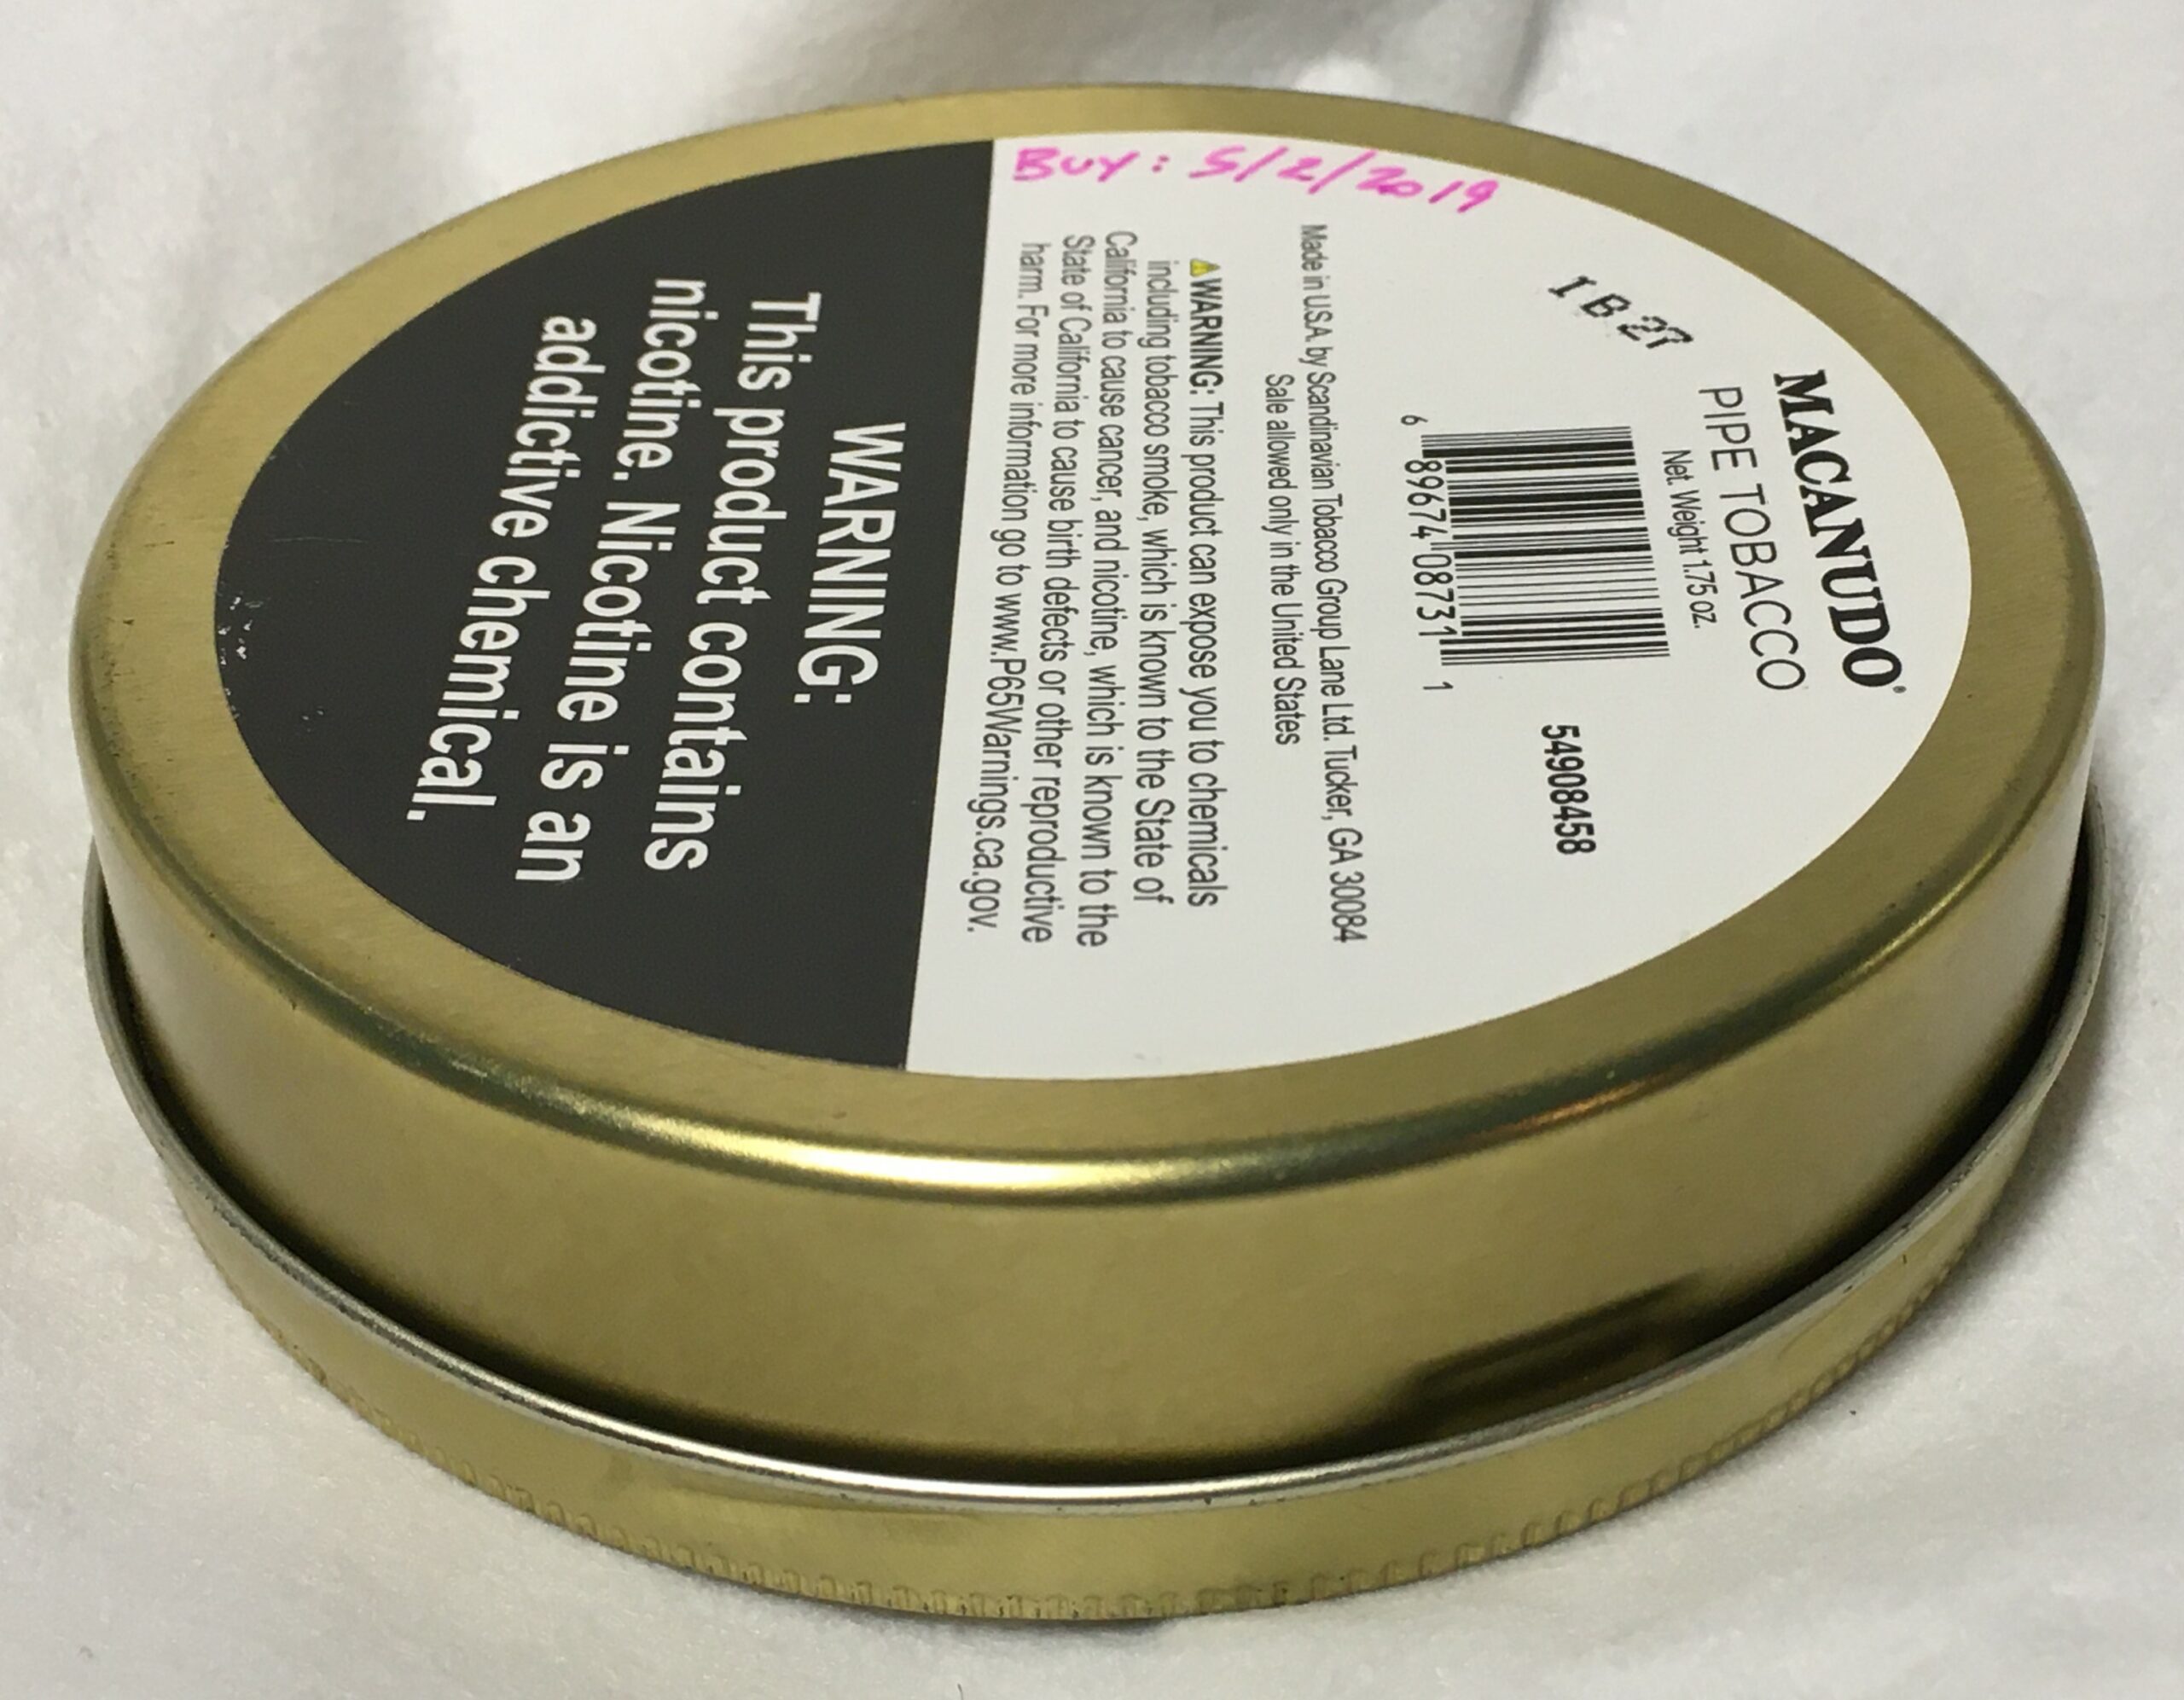 BUY: 5/2/2019
1 B 27
MACANUDO®
PIPE TOBACCO
Net. Weight 1.75 oz.
6 89674 08731 1
54908458
Made in U.S.A. by Scandinavian Tobacco Group Lane Ltd. Tucker, GA 30084
Sale allowed only in the United States
WARNING: This product can expose you to chemicals
including tobacco smoke, which is known to the State of
California to cause cancer, and nicotine, which is known to the
State of California to cause birth defects or other reproductive
harm. For more information go to www.P65Warnings.ca.gov.
WARNING:
This product contains
nicotine. Nicotine is an
addictive chemical.